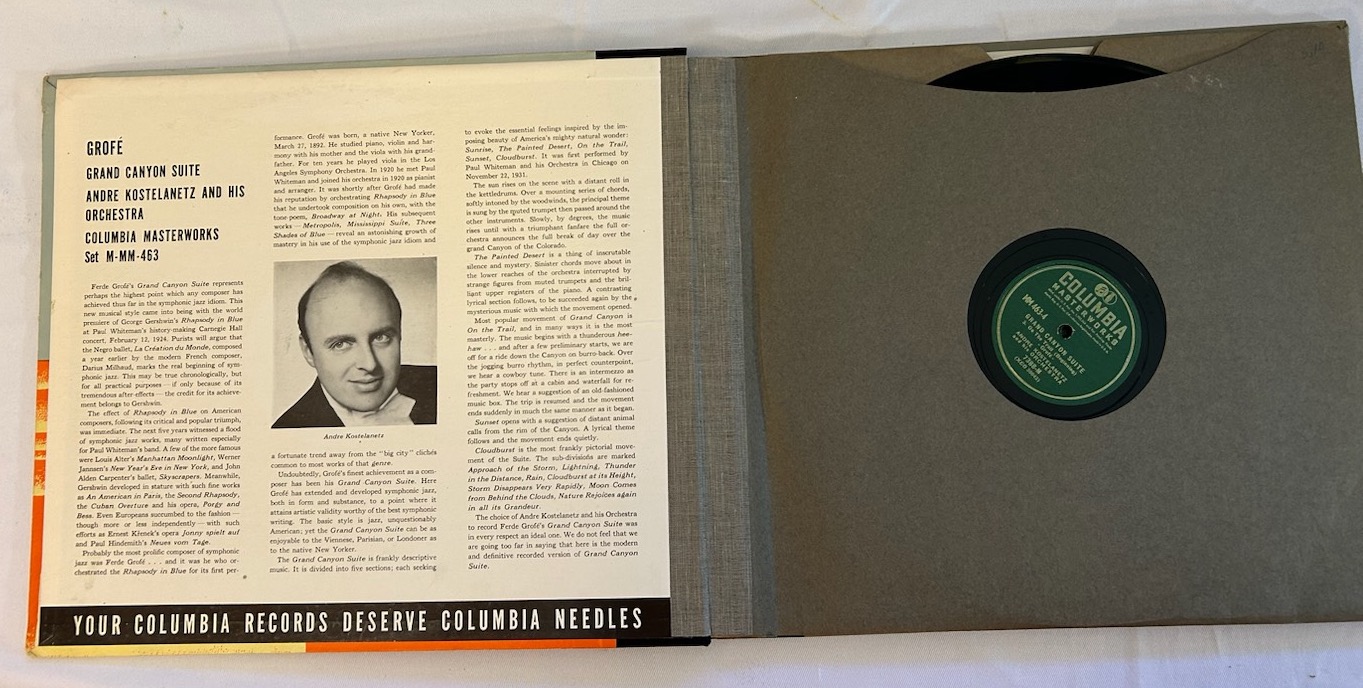 GROFÉ
GRAND CANYON SUITE
ANDRE KOSTELANETZ AND HIS
ORCHESTRA
COLUMBIA MASTERWORKS
Set M-MM-463
Ferde Grofé's Grand Canyon Suite represents
perhaps the highest point which any composer has
achieved thus far in the symphonic jazz idiom. This
new musical style came into being with the world
premiere of George Gershwin's Rhapsody in Blue
at Paul Whiteman's history-making Carnegie Hall
concert, February 12, 1924. Purists will argue that
the Negro ballet, La Création du Monde, composed
a year earlier by the modern French composer,
Darius Milhaud, marks the real beginning of sym-
phonic jazz. This may be true chronologically, but
for all practical purposes — if only because of its
tremendous after effects — the credit for its achieve-
ment belongs to Gershwin.
The effect of Rhapsody in Blue on American
composers, following its critical and popular triumph,
was immediate. The next five years witnessed a flood
of symphonic jazz works, many written especially
for Paul Whiteman's band. A few of the more famous
were Louis Alter's Manhattan Moonlight, Werner
Janssen's New Year's Eve in New York, and John
Alden Carpenter's ballet, Skyscrapers. Meanwhile,
Gershwin developed in stature with such fine works
as An American in Paris, the Second Rhapsody,
the Cuban Overture and his opera, Porgy and
Bess. Even Europeans succumbed to the fashion —
though more or less independently — with such
efforts as Ernest Křenek's opera Jonny spielt auf
and Paul Hindemith's Neues vom Tage.
Probably the most prolific composer of symphonic
jazz was Ferde Grofé . . . and it was he who or-
chestrated the Rhapsody in Blue for its first per-
formance. Grofé was born, a native New Yorker,
March 27, 1892. He studied piano, violin and har-
mony with his mother and the viola with his grand-
father. For ten years he played viola in the Los
Angeles Symphony Orchestra. In 1920 he met Paul
Whiteman and joined his orchestra in 1920 as pianist
and arranger. It was shortly after Grofé had made
his reputation by orchestrating Rhapsody in Blue
that he undertook composition on his own, with the
tone poem, Broadway at Night. His subsequent
works — Metropolis, Mississippi Suite, Three
Shades of Blue — reveal an astonishing growth of
mastery in his use of the symphonic jazz idiom and
Andre Kostelanetz
a fortunate trend away from the "big city" clichés
common to most works of that genre.
Undoubtedly, Grofé's finest achievement as a com-
poser has been his Grand Canyon Suite. Here
Grofé has extended and developed symphonic jazz,
both in form and substance, to a point where it
attains artistic validity worthy of the best symphonic
writing. The basic style is jazz, unquestionably
American; yet the Grand Canyon Suite can be as
enjoyable to the Viennese, Parisian, or Londoner as
to the native New Yorker.
The Grand Canyon Suite is frankly descriptive
music. It is divided into five sections; each seeking
to evoke the essential feelings inspired by the im-
posing beauty of America's mighty natural wonder:
Sunrise, The Painted Desert, On the Trail,
Sunset, Cloudburst. It was first performed by
Paul Whiteman and his Orchestra in Chicago on
November 22, 1931.
The sun rises on the scene with a distant roll in
the kettledrums. Over a mounting series of chords,
softly intoned by the woodwinds, the principal theme
is sung by the muted trumpet then passed around the
other instruments. Slowly, by degrees, the music
rises until with a triumphant fanfare the full or-
chestra announces the full break of day over the
grand Canyon of the Colorado.
The Painted Desert is a thing of inscrutable
silence and mystery. Sinister chords move about in
the lower reaches of the orchestra interrupted by
strange figures from muted trumpets and the bril-
liant upper registers of the piano. A contrasting
lyrical section follows, to be succeeded again by the
mysterious music with which the movement opened.
Most popular movement of Grand Canyon is
On the Trail, and in many ways it is the most
masterly. The music begins with a thunderous hee-
haw . . . and after a few preliminary starts, we are
off for a ride down the Canyon on burro-back. Over
the jogging burro rhythm, in perfect counterpoint,
we hear a cowboy tune. There is an intermezzo as
the party stops off at a cabin and waterfall for re-
freshment. We hear a suggestion of an old-fashioned
music box. The trip is resumed and the movement
ends suddenly in much the same manner as it began.
Sunset opens with a suggestion of distant animal
calls from the rim of the Canyon. A lyrical theme
follows and the movement ends quietly.
Cloudburst is the most frankly pictorial move-
ment of the Suite. The sub-divisions are marked
Approach of the Storm, Lightning, Thunder
in the Distance, Rain, Cloudburst at its Height,
Storm Disappears Very Rapidly, Moon Comes
from Behind the Clouds, Nature Rejoices again
in all its Grandeur.
The choice of Andre Kostelanetz and his Orchestra
to record Ferde Grofé's Grand Canyon Suite was
in every respect an ideal one. We do not feel that we
are going too far in saying that here is the modern
and definitive recorded version of Grand Canyon
Suite.
YOUR COLUMBIA RECORDS DESERVE COLUMBIA NEEDLES
COLUMBIA
MASTERWORKS
MM 463-4
GRAND CANYON SUITE
ANDRE KOSTELANETZ
and his ORCHESTRA